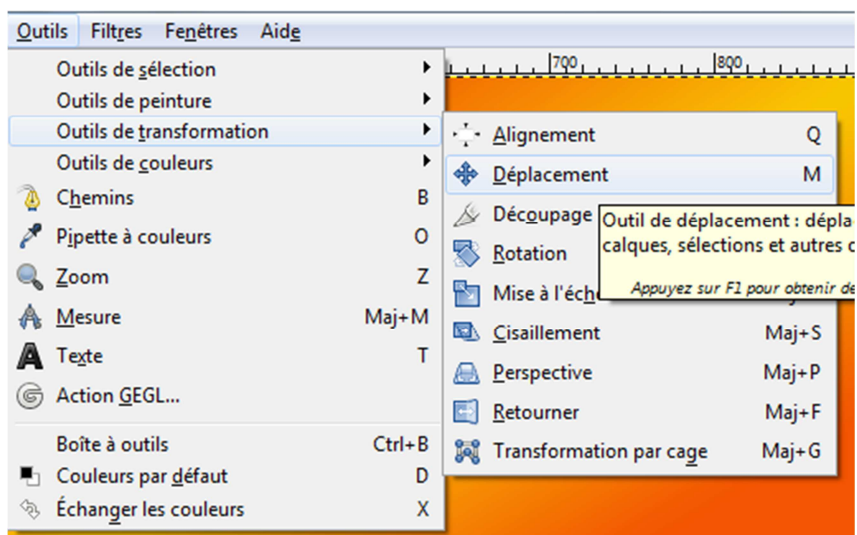 Outils Filtres Fenêtres Aide
700 800
Outils de sélection
Outils de peinture
Outils de transformation
Outils de couleurs
Chemins B
Pipette à couleurs O
Zoom Z
Mesure Maj+M
Texte T
Action GEGL...
Boîte à outils Ctrl+B
Couleurs par défaut D
Échanger les couleurs X
Alignement Q
Déplacement M
Découpage
Rotation
Mise à l'éch
Cisaillement Maj+S
Perspective Maj+P
Retourner Maj+F
Transformation par cage Maj+G
Outil de déplacement : dépla
calques, sélections et autres
Appuyez sur F1 pour obtenir de